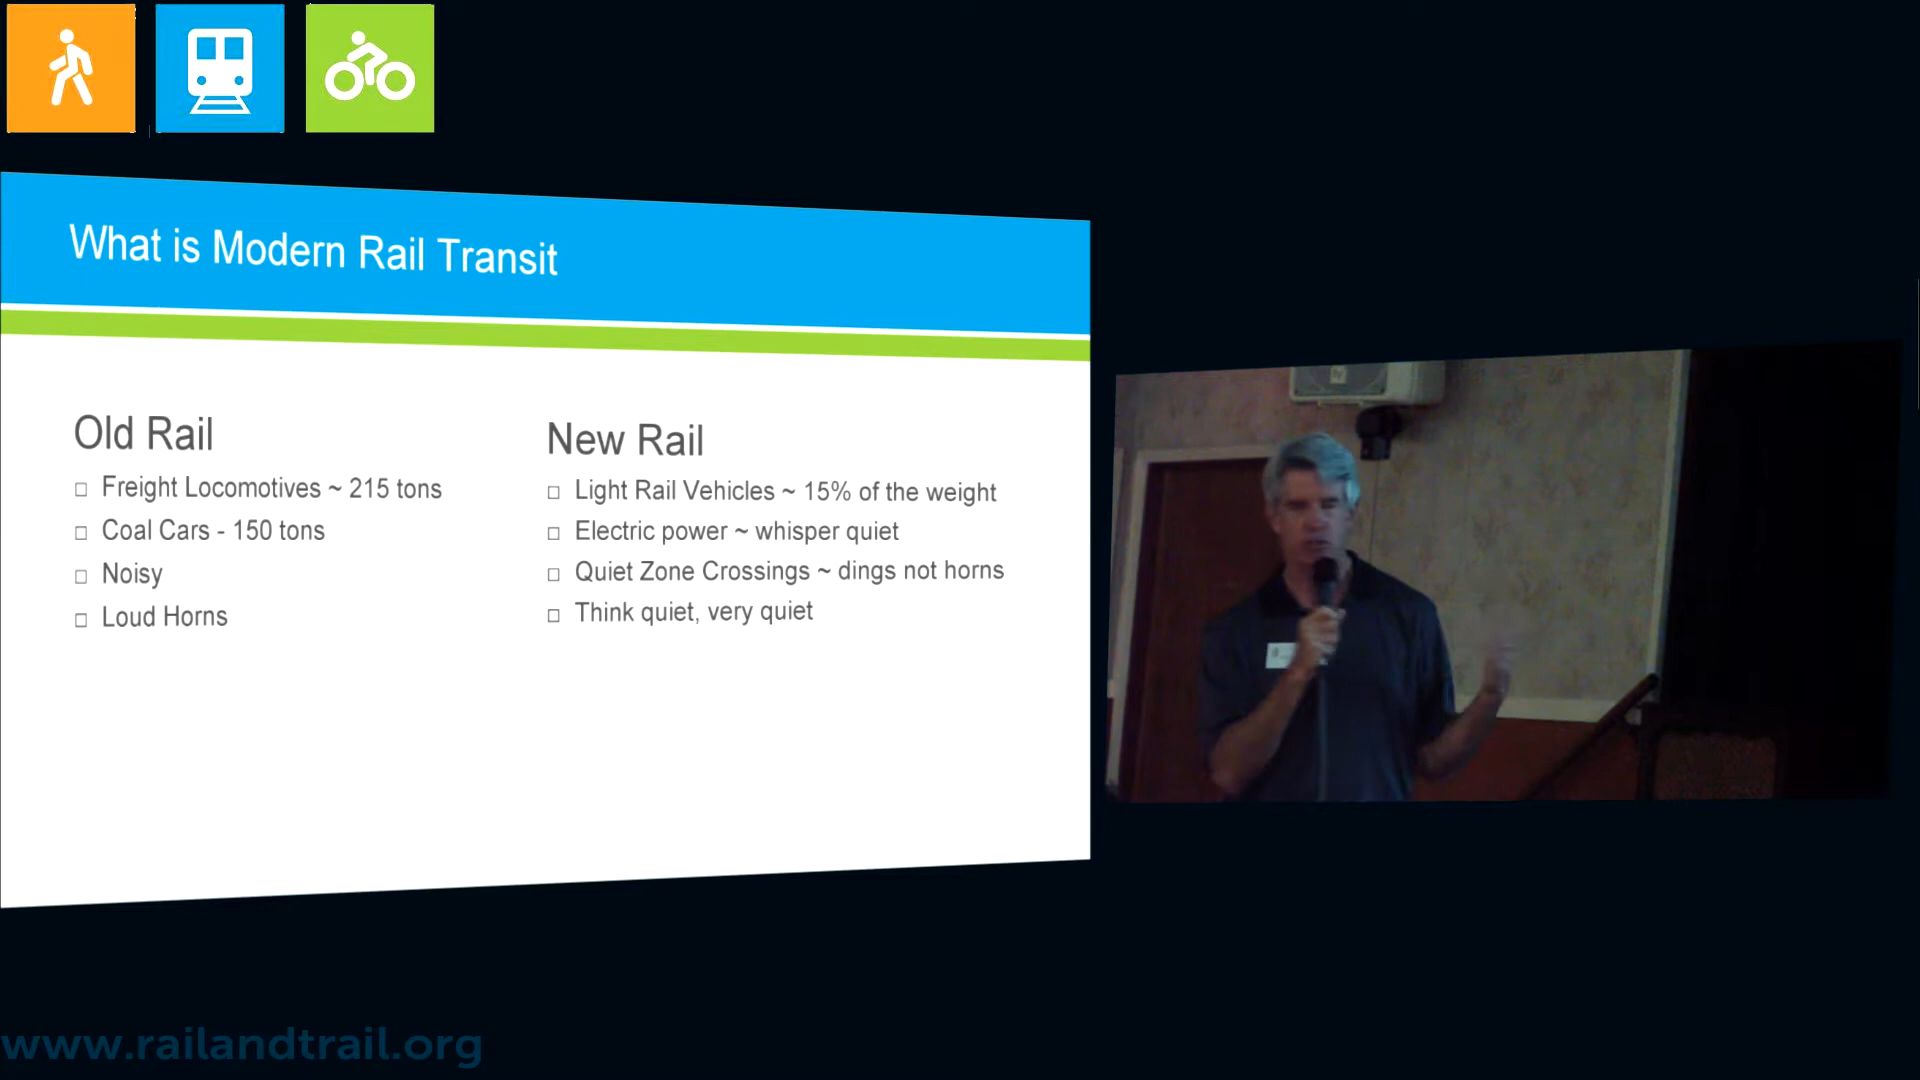 What is Modern Rail Transit
Old Rail
Freight Locomotives ~ 215 tons
Coal Cars - 150 tons
Noisy
Loud Horns
New Rail
Light Rail Vehicles ~ 15% of the weight
Electric power ~ whisper quiet
Quiet Zone Crossings ~ dings not horns
Think quiet, very quiet
www.railandtrail.org